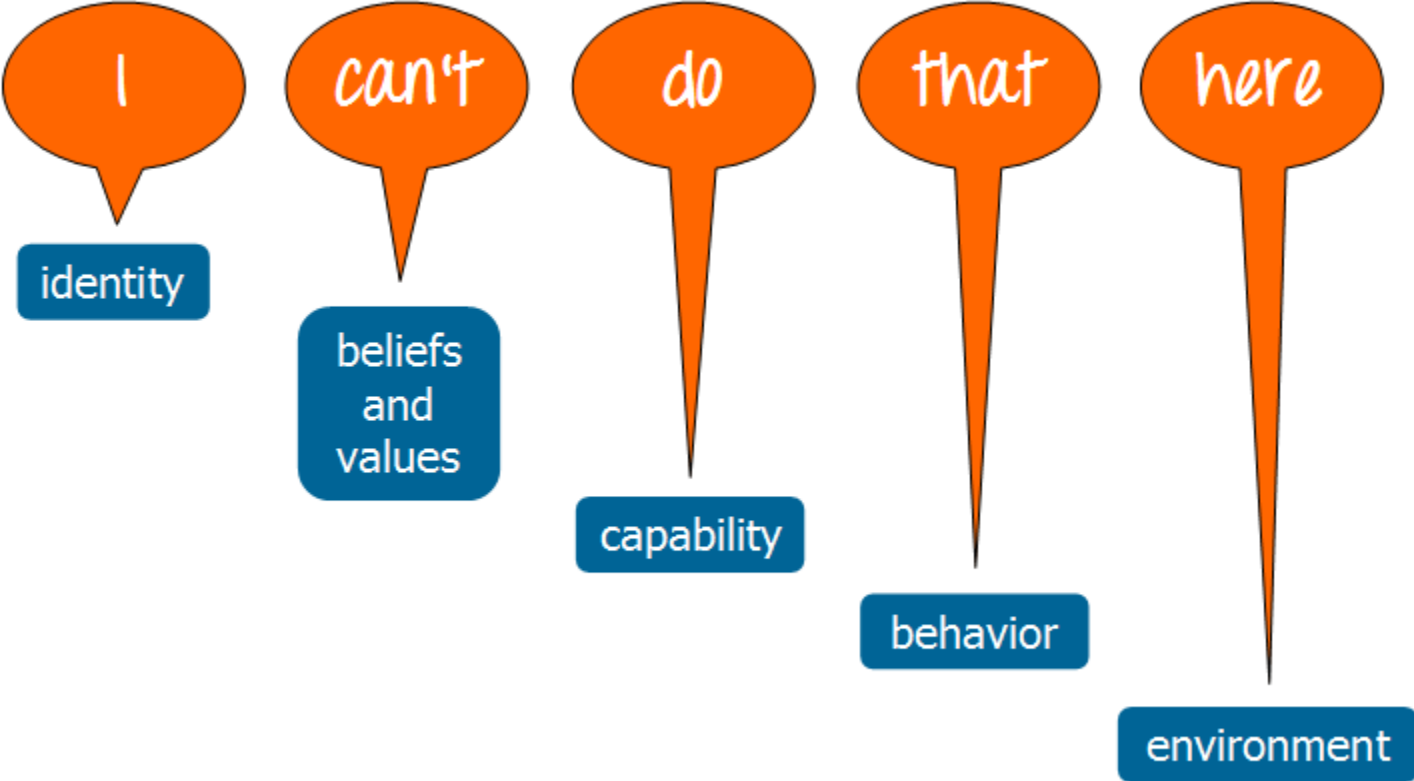 I can't do that here
identity
beliefs
and
values
capability
behavior
environment